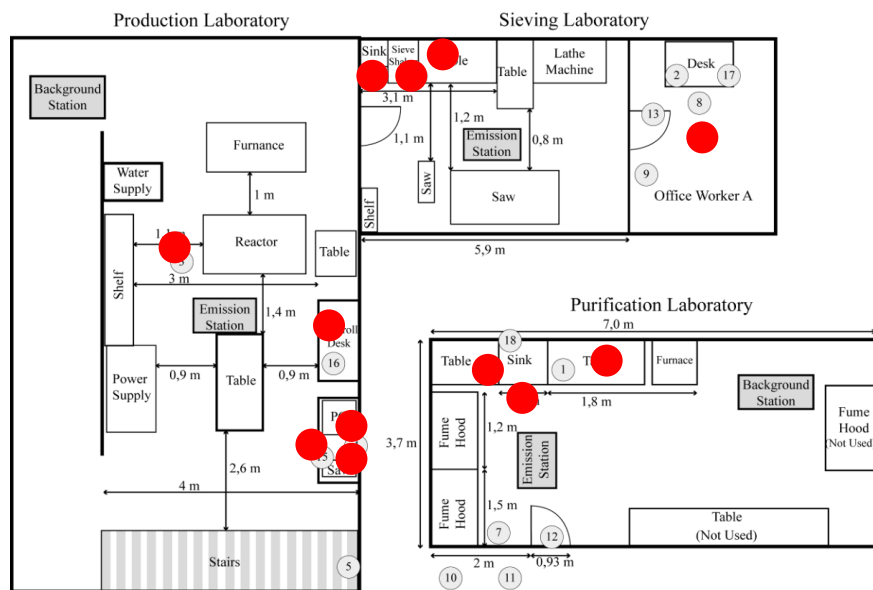 Production Laboratory
Sieving Laboratory
Background
Station
Furnance
Water
Supply
1 m
Reactor
Table
3 m
Shelf
Emission
Station
1,4 m
Desk
16
Power
Supply
0,9 m
Table
0,9 m
2,6 m
4 m
Stairs
5
Sink
Sieve
Table
Lathe
Machine
3,1 m
1,2 m
1,1 m
Emission
Station
0,8 m
Saw
Saw
Shelf
5,9 m
Desk
2
17
8
13
9
Office Worker A
Purification Laboratory
7,0 m
18
Table
Sink
1
Furnace
1,8 m
Background
Station
Fume
Hood
(Not Used)
3,7 m
Fume
Hood
1,2 m
Emission
Station
Fume
Hood
1,5 m
7
12
Table
(Not Used)
2 m
0,93 m
10
11